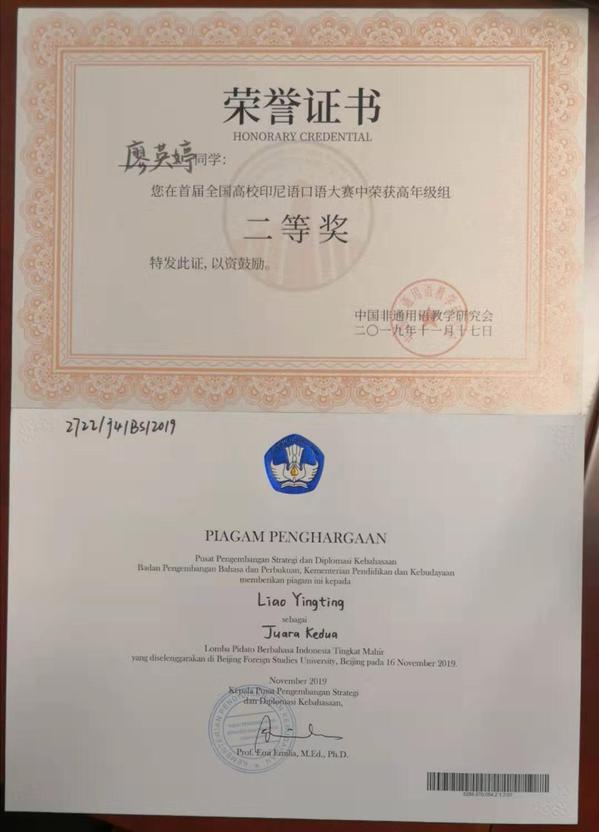 荣誉证书
HONORARY CREDENTIAL
廖英婷同学:
您在首届全国高校印尼语口语大赛中荣获高年级组
二等奖
特发此证,以资鼓励。
中国非通用语教学研究会
二〇一九年十一月十七日
2722/J4/BS/2019
PIAGAM PENGHARGAAN
Pusat Pengembangan Strategi dan Diplomasi Kebahasaan
Badan Pengembangan Bahasa dan Perbukuan, Kementerian Pendidikan dan Kebudayaan
memberikan piagam ini kepada
Liao Yingting
sebagai
Juara Kedua
Lomba Pidato Berbahasa Indonesia Tingkat Mahir
yang diselenggarakan di Beijing Foreign Studies University, Beijing pada 16 November 2019.
November 2019
Kepala Pusat Pengembangan Strategi
dan Diplomasi Kebahasaan,
Prof. Emi Emilia, M.Ed., Ph.D.